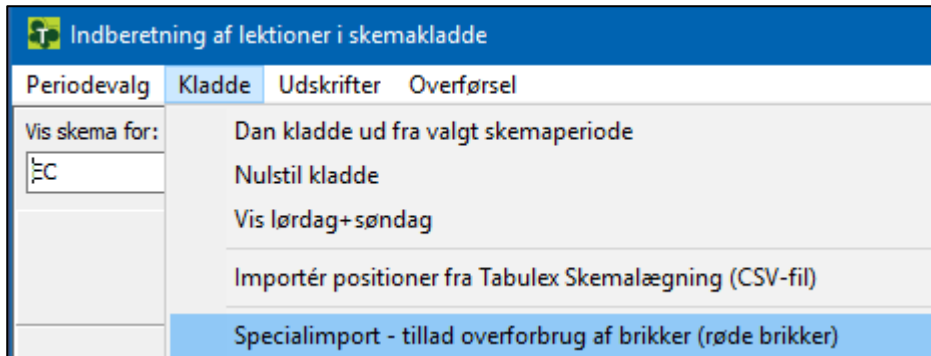 Indberetning af lektioner i skemakladde
Periodevalg Kladde Udskrifter Overførsel
Vis skema for:
EC
Dan kladde ud fra valgt skemaperiode
Nulstil kladde
Vis lørdag+søndag
Importér positioner fra Tabulex Skemalægning (CSV-fil)
Specialimport - tillad overforbrug af brikker (røde brikker)